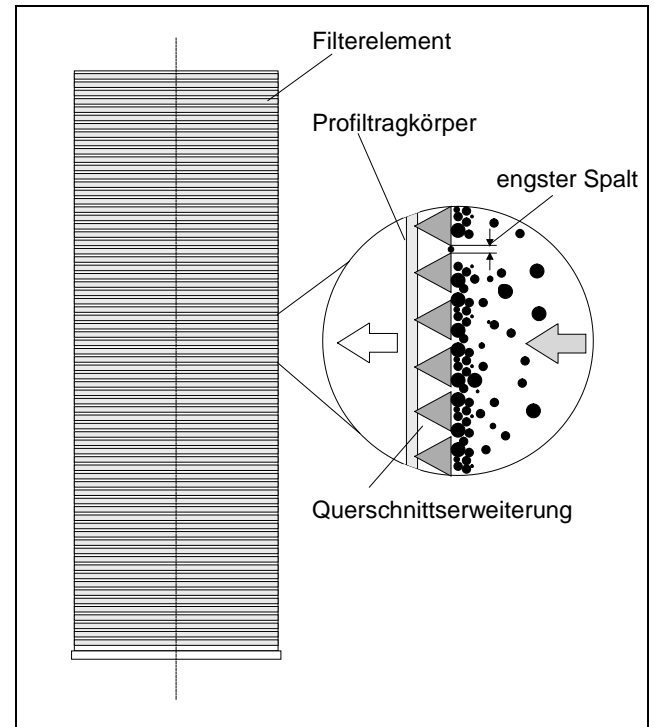 Filterelement
Profiltragkörper
engster Spalt
Querschnittserweiterung